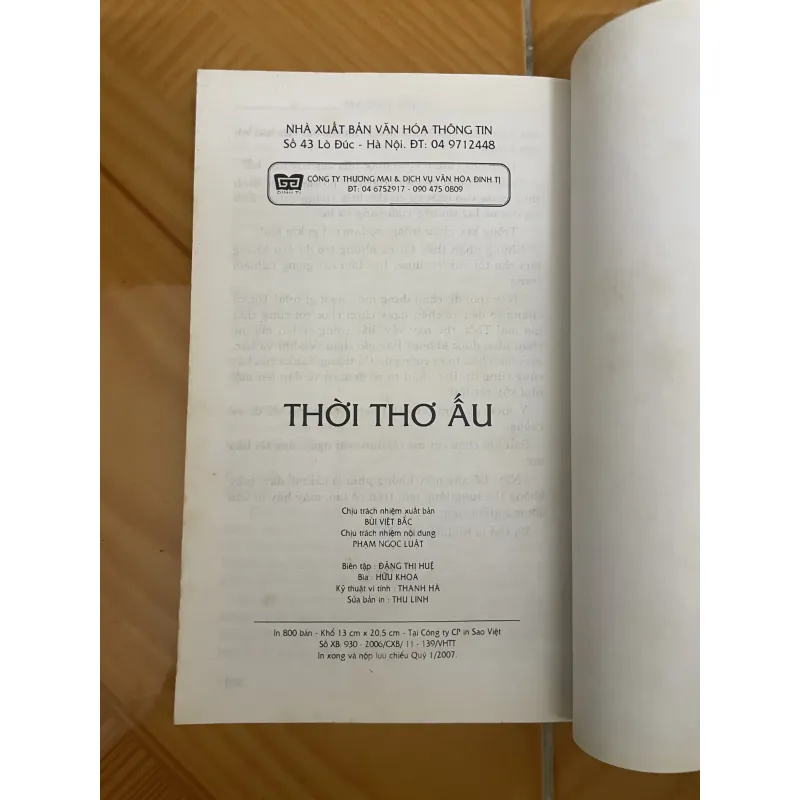 NHÀ XUẤT BẢN VĂN HÓA THÔNG TIN
Số 43 Lò Đúc - Hà Nội. ĐT: 04 9712448
CÔNG TY THƯƠNG MẠI & DỊCH VỤ VĂN HÓA ĐINH TỊ
ĐT: 04 6752917 - 090 475 0809
THỜI THƠ ẤU
Chịu trách nhiệm xuất bản
BÙI VIỆT BẮC
Chịu trách nhiệm nội dung
PHẠM NGỌC LUẬT
Biên tập : ĐẶNG THỊ HUỆ
Bìa : HỮU KHOA
Kỹ thuật vi tính : THANH HÀ
Sửa bản in : THU LINH
In 800 bản - Khổ 13 cm x 20,5 cm - Tại Công ty CP in Sao Việt
Số XB: 930 - 2006/CXB/ 11 - 139/VHTT
In xong và nộp lưu chiểu Quý 1/2007.